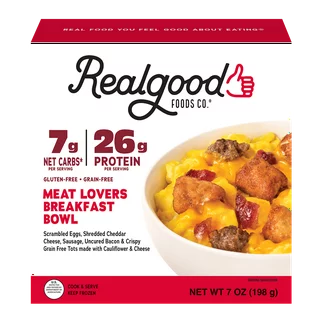 REAL FOOD YOU FEEL GOOD ABOUT EATING®
Realgood
FOODS CO.®
7g
NET CARBS*
PER SERVING
26g
PROTEIN
PER SERVING
GLUTEN-FREE • GRAIN-FREE
MEAT LOVERS
BREAKFAST
BOWL
Scrambled Eggs, Shredded Cheddar
Cheese, Sausage, Uncured Bacon & Crispy
Grain Free Tots made with Cauliflower & Cheese
COOK & SERVE
KEEP FROZEN
NET WT 7 OZ (198 g)